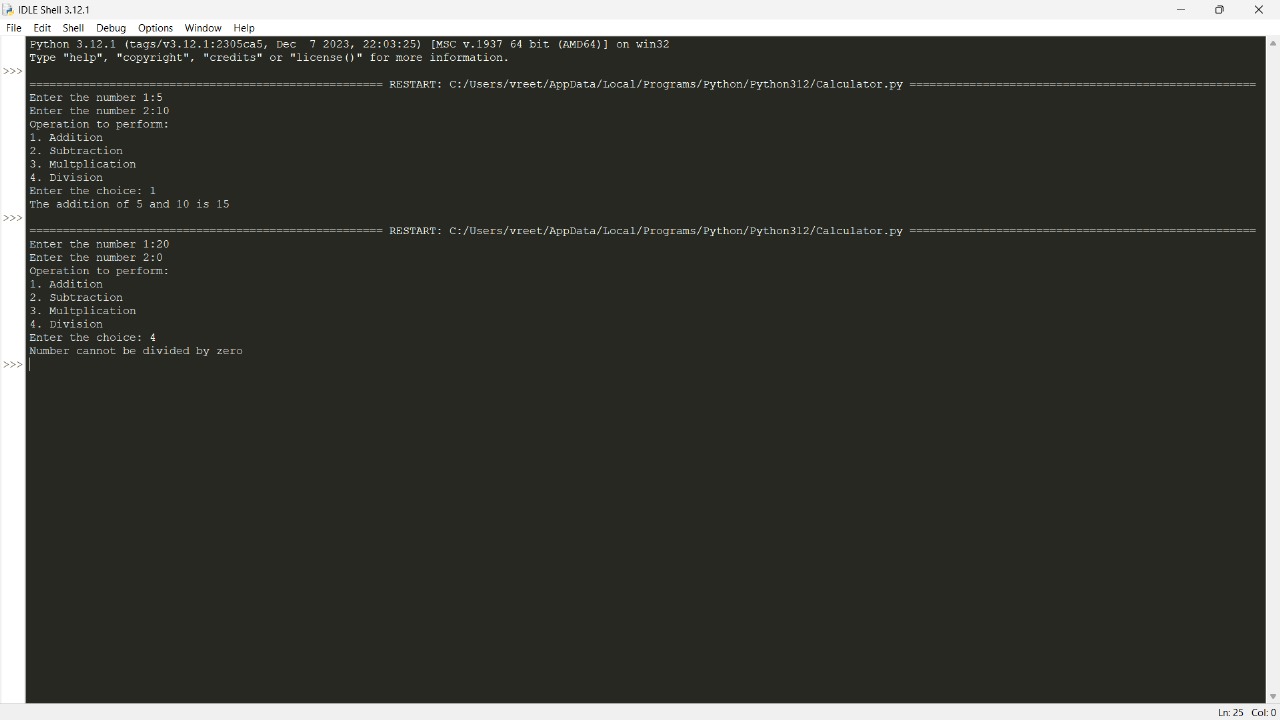 IDLE Shell 3.12.1
File Edit Shell Debug Options Window Help
Python 3.12.1 (tags/v3.12.1:2305ca5, Dec  7 2023, 22:03:25) [MSC v.1937 64 bit (AMD64)] on win32
Type "help", "copyright", "credits" or "license()" for more information.
>>>
===================================================== RESTART: C:/Users/vreet/AppData/Local/Programs/Python/Python312/Calculator.py ====================================================
Enter the number 1:5
Enter the number 2:10
Operation to perform:
1. Addition
2. Subtraction
3. Multplication
4. Division
Enter the choice: 1
The addition of 5 and 10 is 15
>>>
===================================================== RESTART: C:/Users/vreet/AppData/Local/Programs/Python/Python312/Calculator.py ====================================================
Enter the number 1:20
Enter the number 2:0
Operation to perform:
1. Addition
2. Subtraction
3. Multplication
4. Division
Enter the choice: 4
Number cannot be divided by zero
>>>
Ln: 25 Col: 0